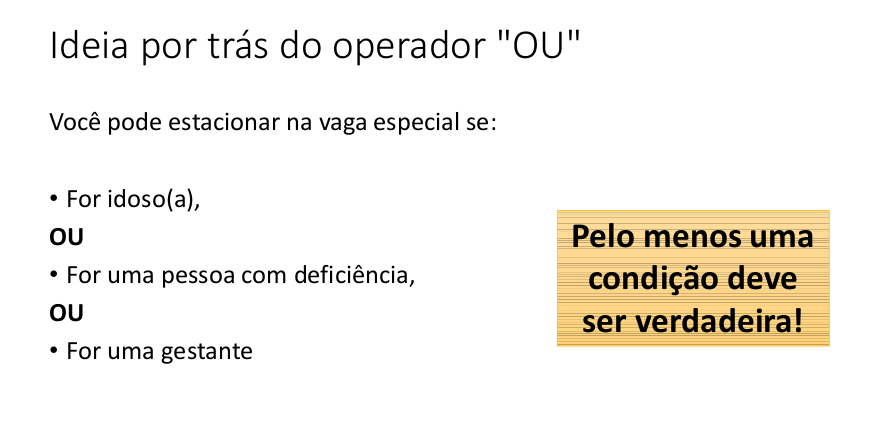 Ideia por trás do operador "OU"
Você pode estacionar na vaga especial se:
• For idoso(a),
OU
• For uma pessoa com deficiência,
OU
• For uma gestante
Pelo menos uma
condição deve
ser verdadeira!